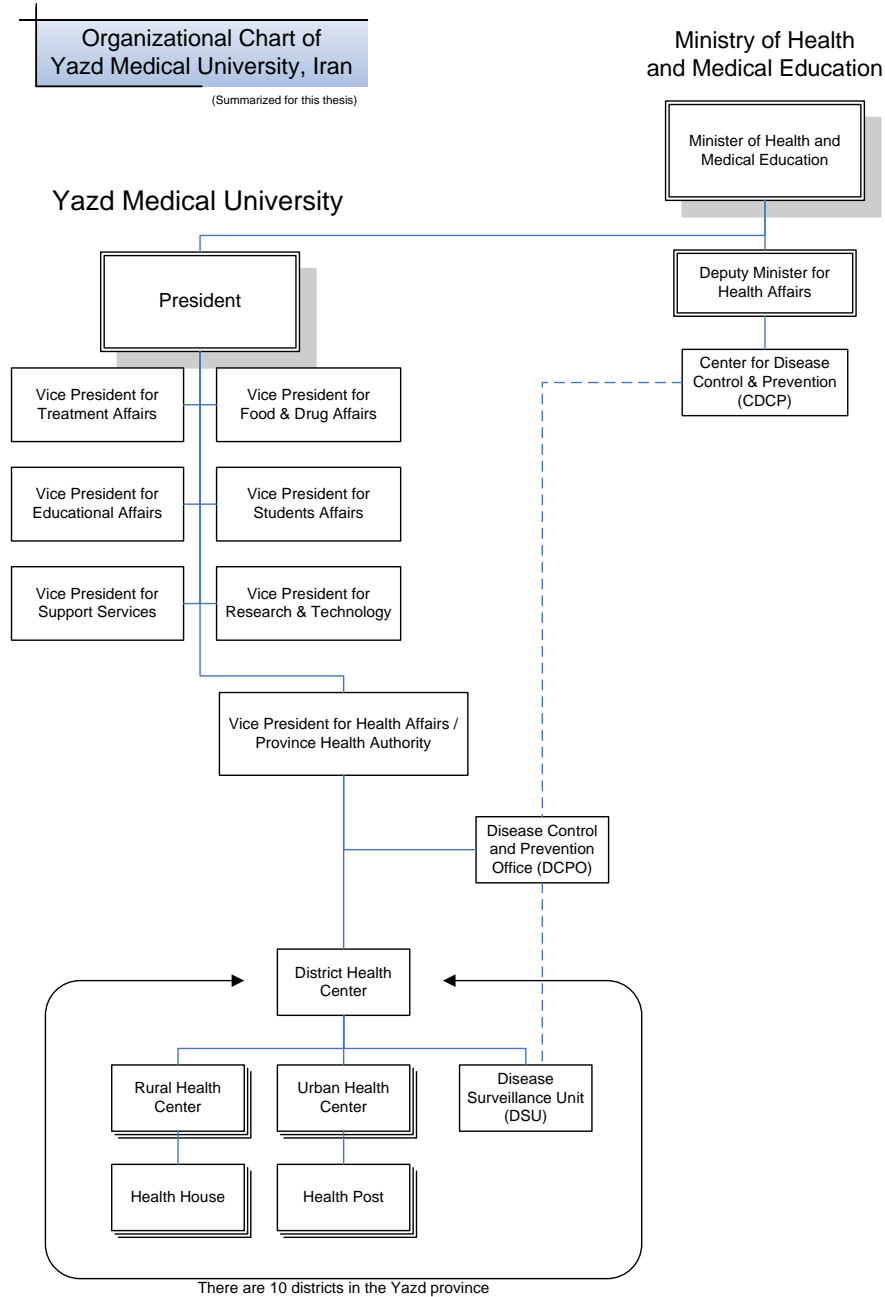 Organizational Chart of
Yazd Medical University, Iran
(Summarized for this thesis)
Ministry of Health
and Medical Education
Minister of Health and
Medical Education
Yazd Medical University
President
Deputy Minister for
Health Affairs
Center for Disease
Control & Prevention
(CDCP)
Vice President for
Treatment Affairs
Vice President for
Food & Drug Affairs
Vice President for
Educational Affairs
Vice President for
Students Affairs
Vice President for
Support Services
Vice President for
Research & Technology
Vice President for Health Affairs /
Province Health Authority
Disease Control
and Prevention
Office (DCPO)
District Health
Center
Rural Health
Center
Urban Health
Center
Disease
Surveillance Unit
(DSU)
Health House
Health Post
There are 10 districts in the Yazd province